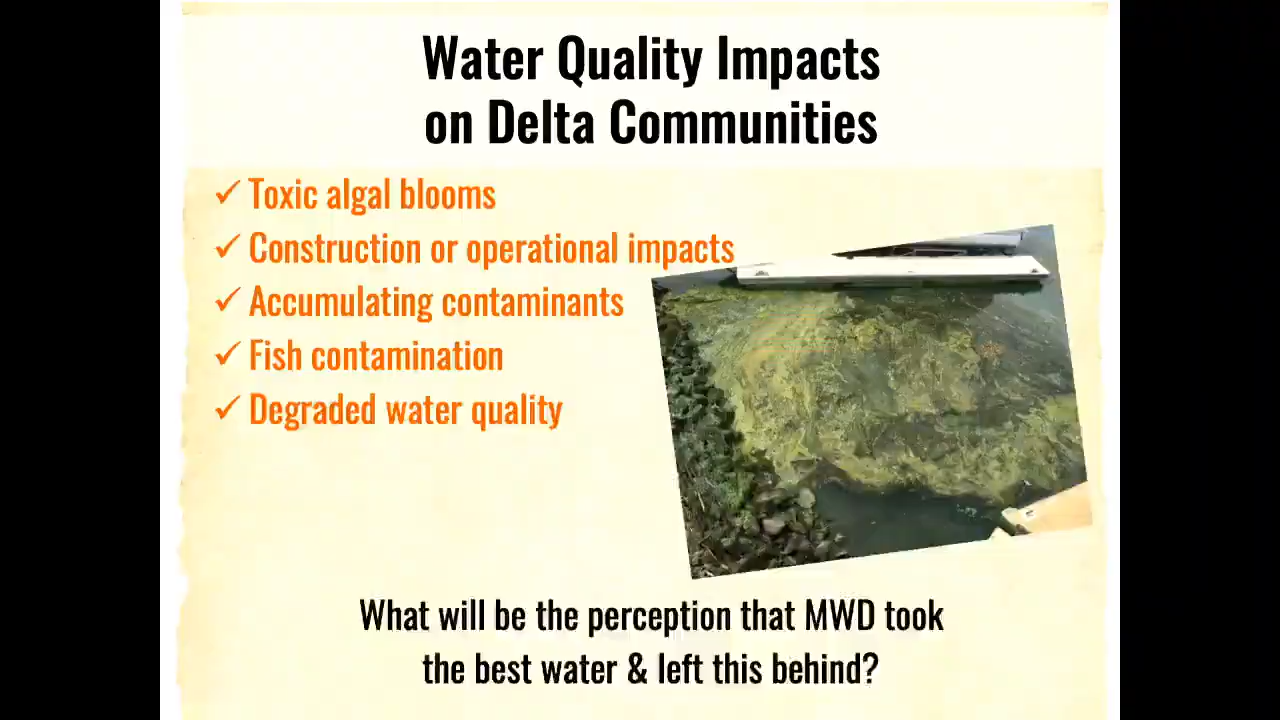 Water Quality Impacts
on Delta Communities
✓ Toxic algal blooms
✓ Construction or operational impacts
✓ Accumulating contaminants
✓ Fish contamination
✓ Degraded water quality
What will be the perception that MWD took
the best water & left this behind?